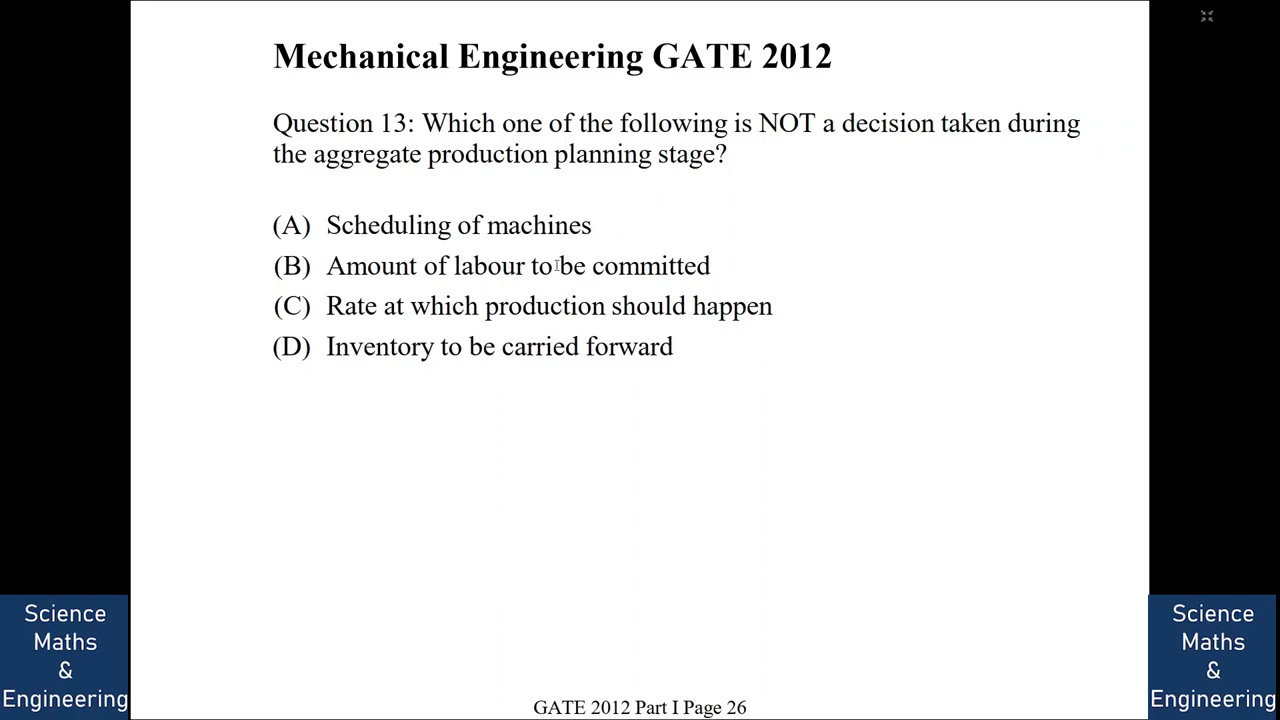 Mechanical Engineering GATE 2012
Question 13: Which one of the following is NOT a decision taken during
the aggregate production planning stage?
(A) Scheduling of machines
(B) Amount of labour to be committed
(C) Rate at which production should happen
(D) Inventory to be carried forward
Science
Maths
&
Engineering
Science
Maths
&
Engineering
GATE 2012 Part I Page 26